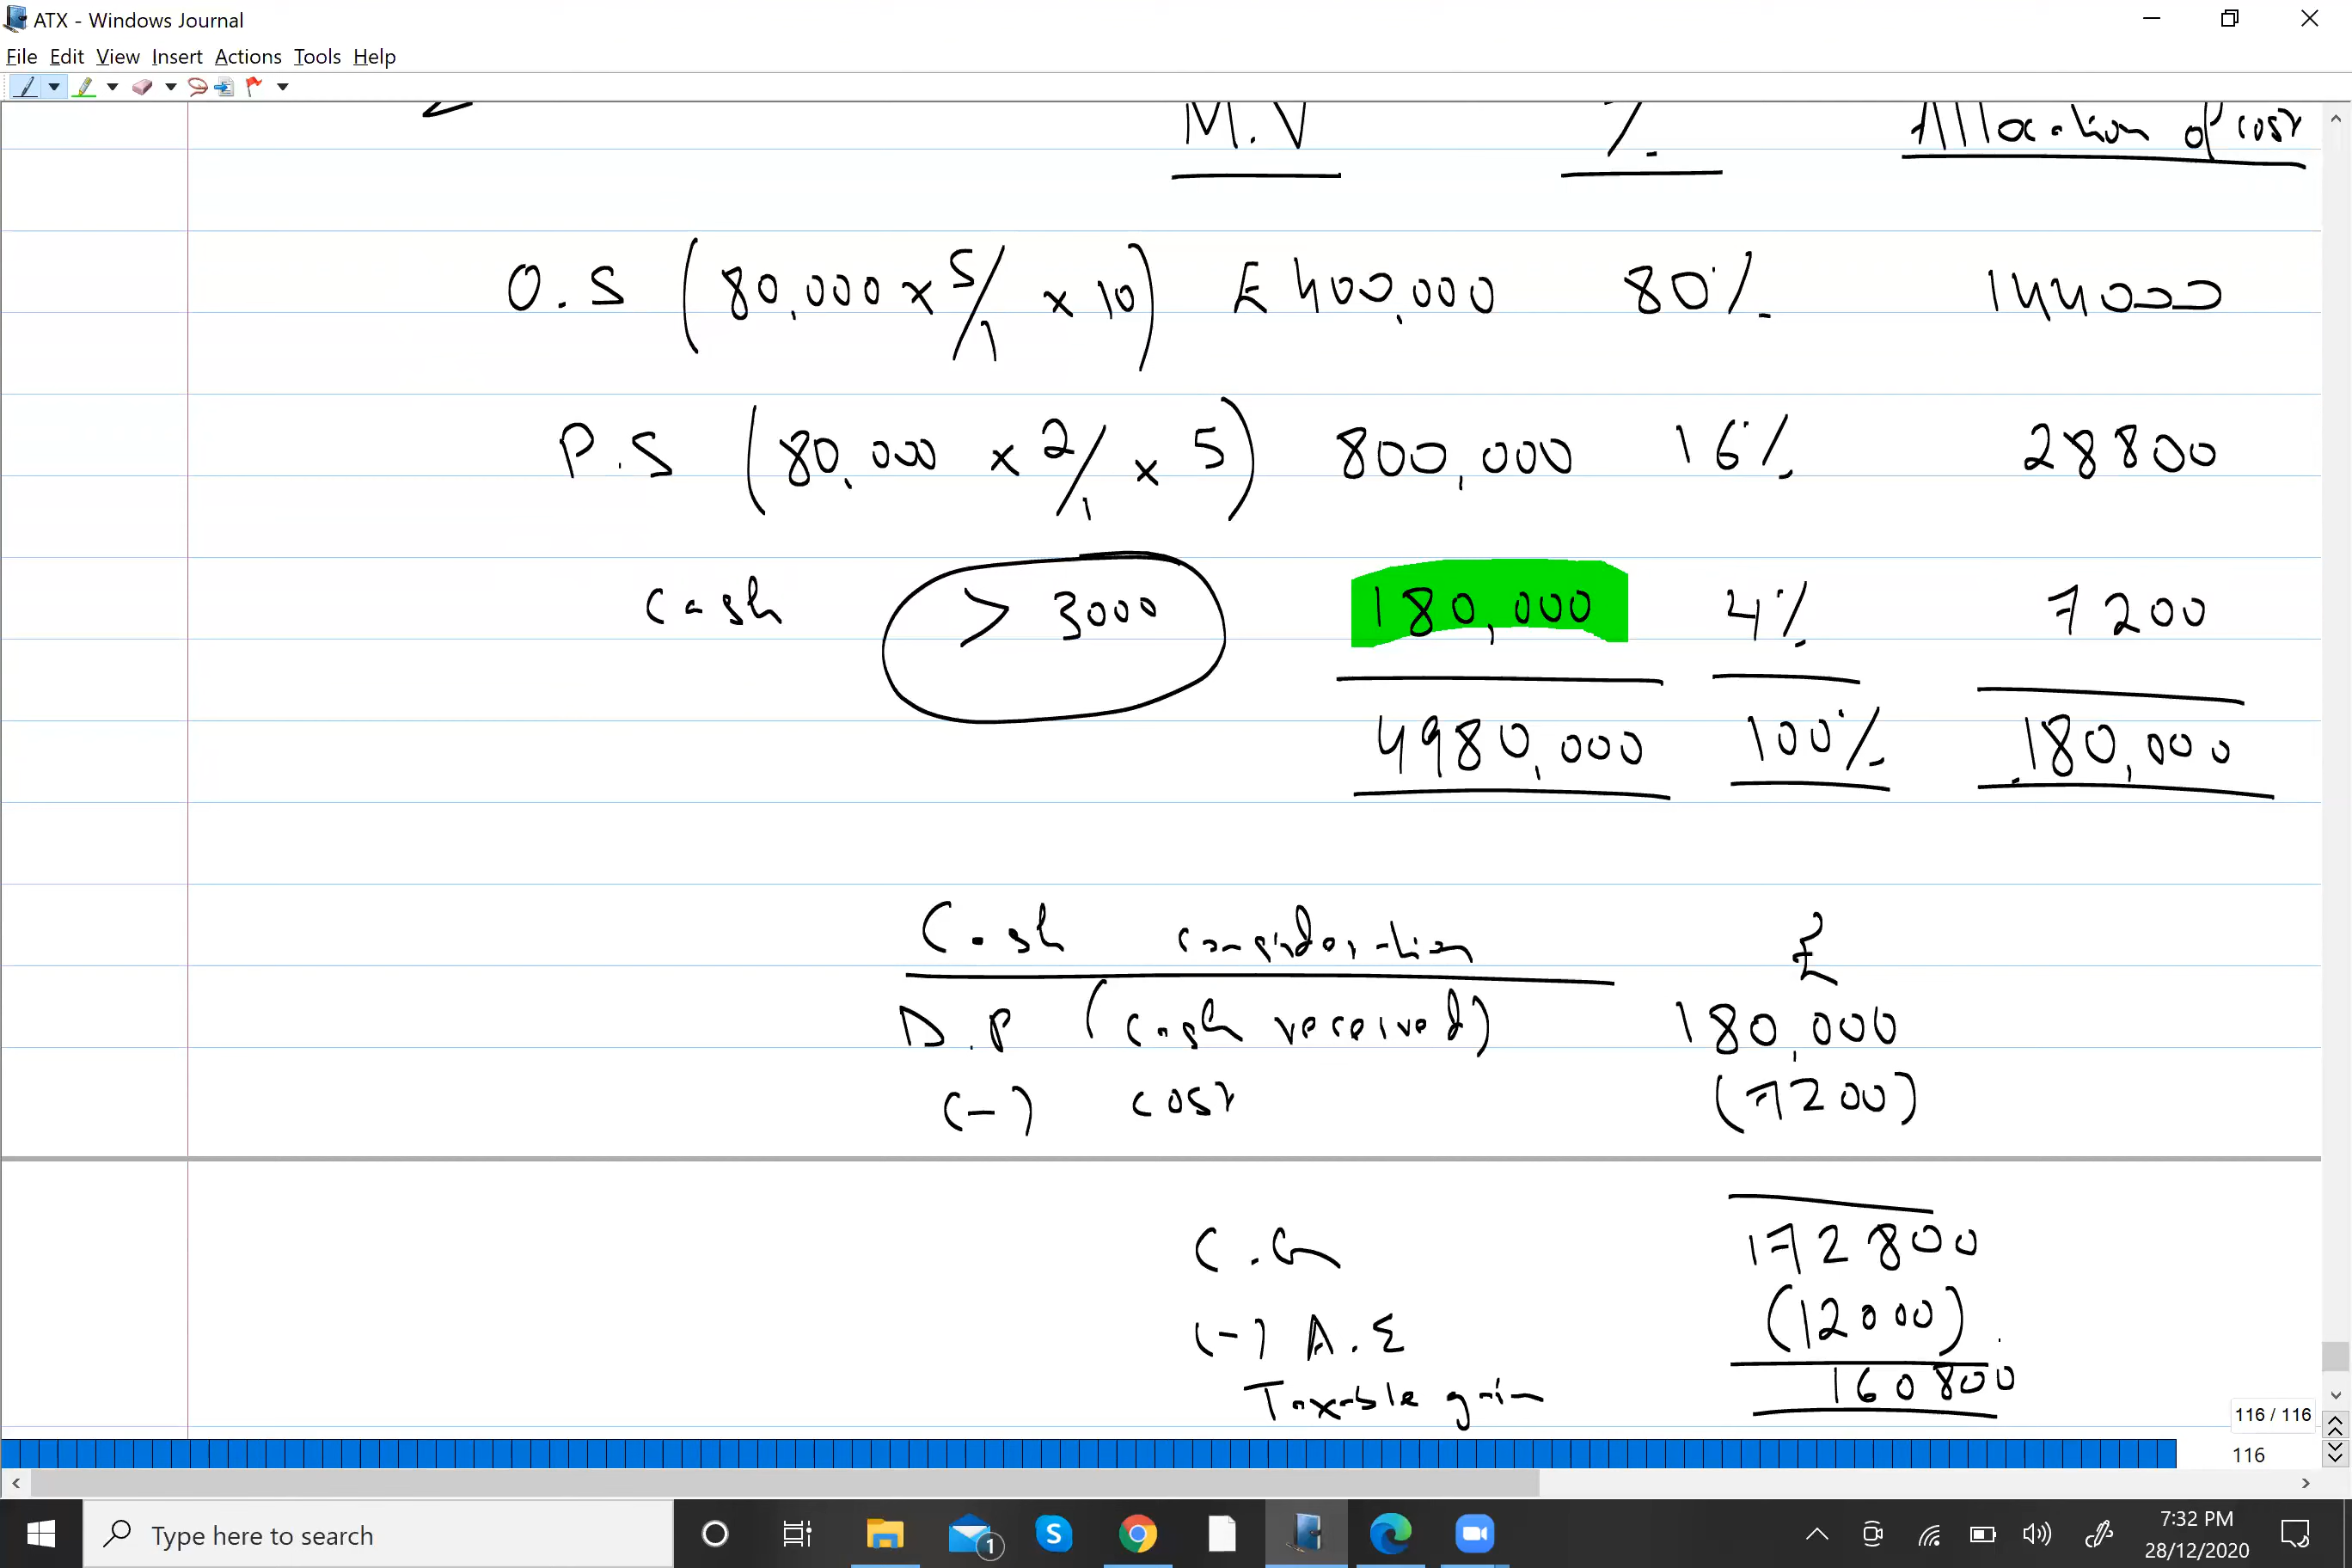 ATX - Windows Journal
File Edit View Insert Actions Tools Help
M.V % Allocation of cost
O.S (80,000 x 5/1 x 10) £ 400,000 80% 144000
P.S (80,000 x 2/1 x 5) 800,000 16% 28800
Cash > 3000 180,000 4% 7200
4980,000 100% 180,000
Cash consideration £
D.P (cash received) 180,000
(-) cost (7200)
C.G 172800
(-) A.E (12000)
Taxable gain 160800
116 / 116
116
Type here to search
1
7:32 PM
28/12/2020